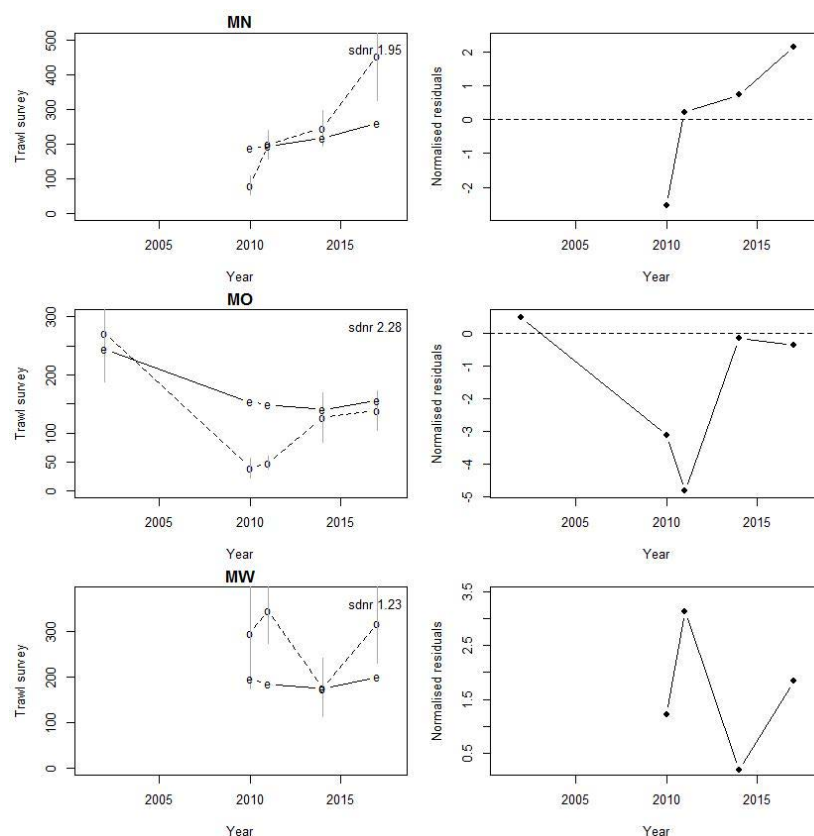 MN
sdnr 1.95
Trawl survey
0 100 200 300 400 500
2005 2010 2015
Year
Normalised residuals
-2 -1 0 1 2
2005 2010 2015
Year
MO
sdnr 2.28
Trawl survey
0 50 100 200 300
2005 2010 2015
Year
Normalised residuals
-5 -4 -3 -2 -1 0
2005 2010 2015
Year
MW
sdnr 1.23
Trawl survey
0 100 200 300
2005 2010 2015
Year
Normalised residuals
0.5 1.5 2.5 3.5
2005 2010 2015
Year